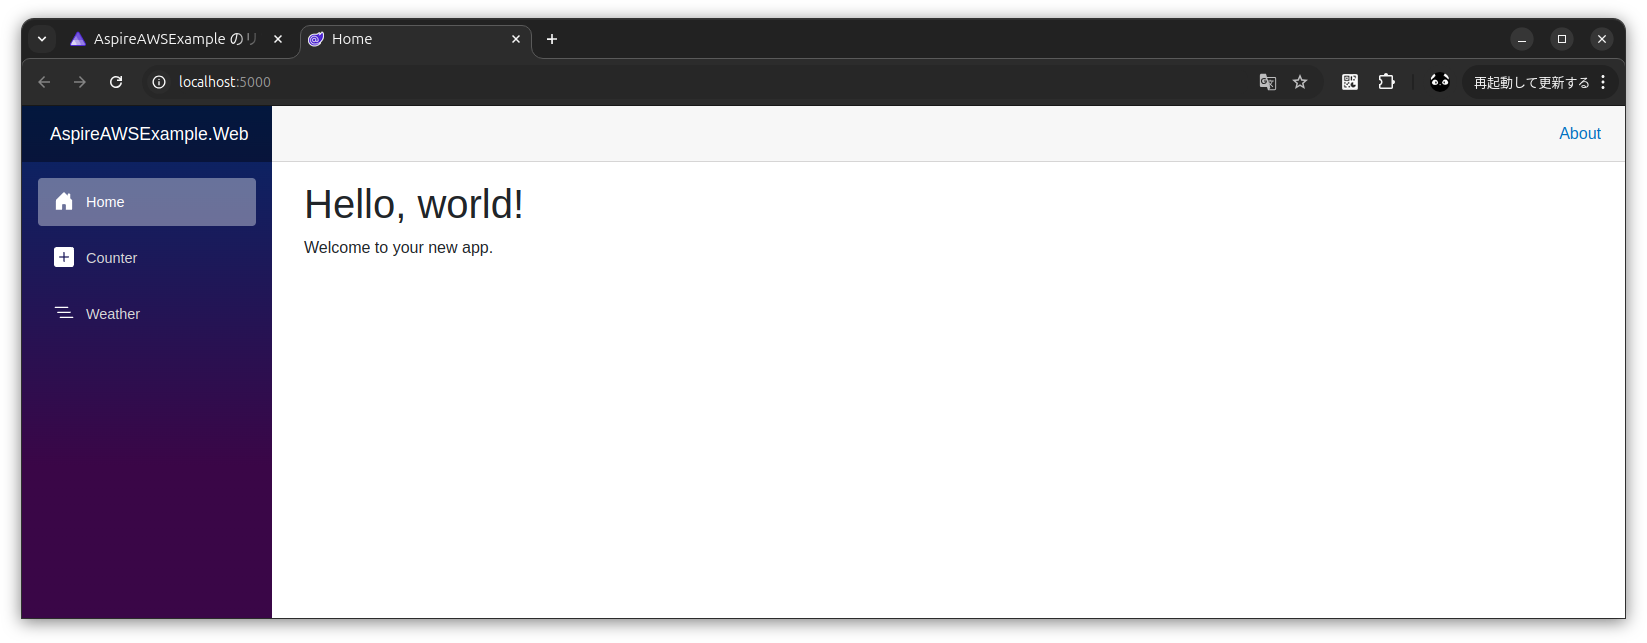 AspireAWSExample のリ
Home
localhost:5000
再起動して更新する
AspireAWSExample.Web
About
Home
Counter
Weather
Hello, world!
Welcome to your new app.